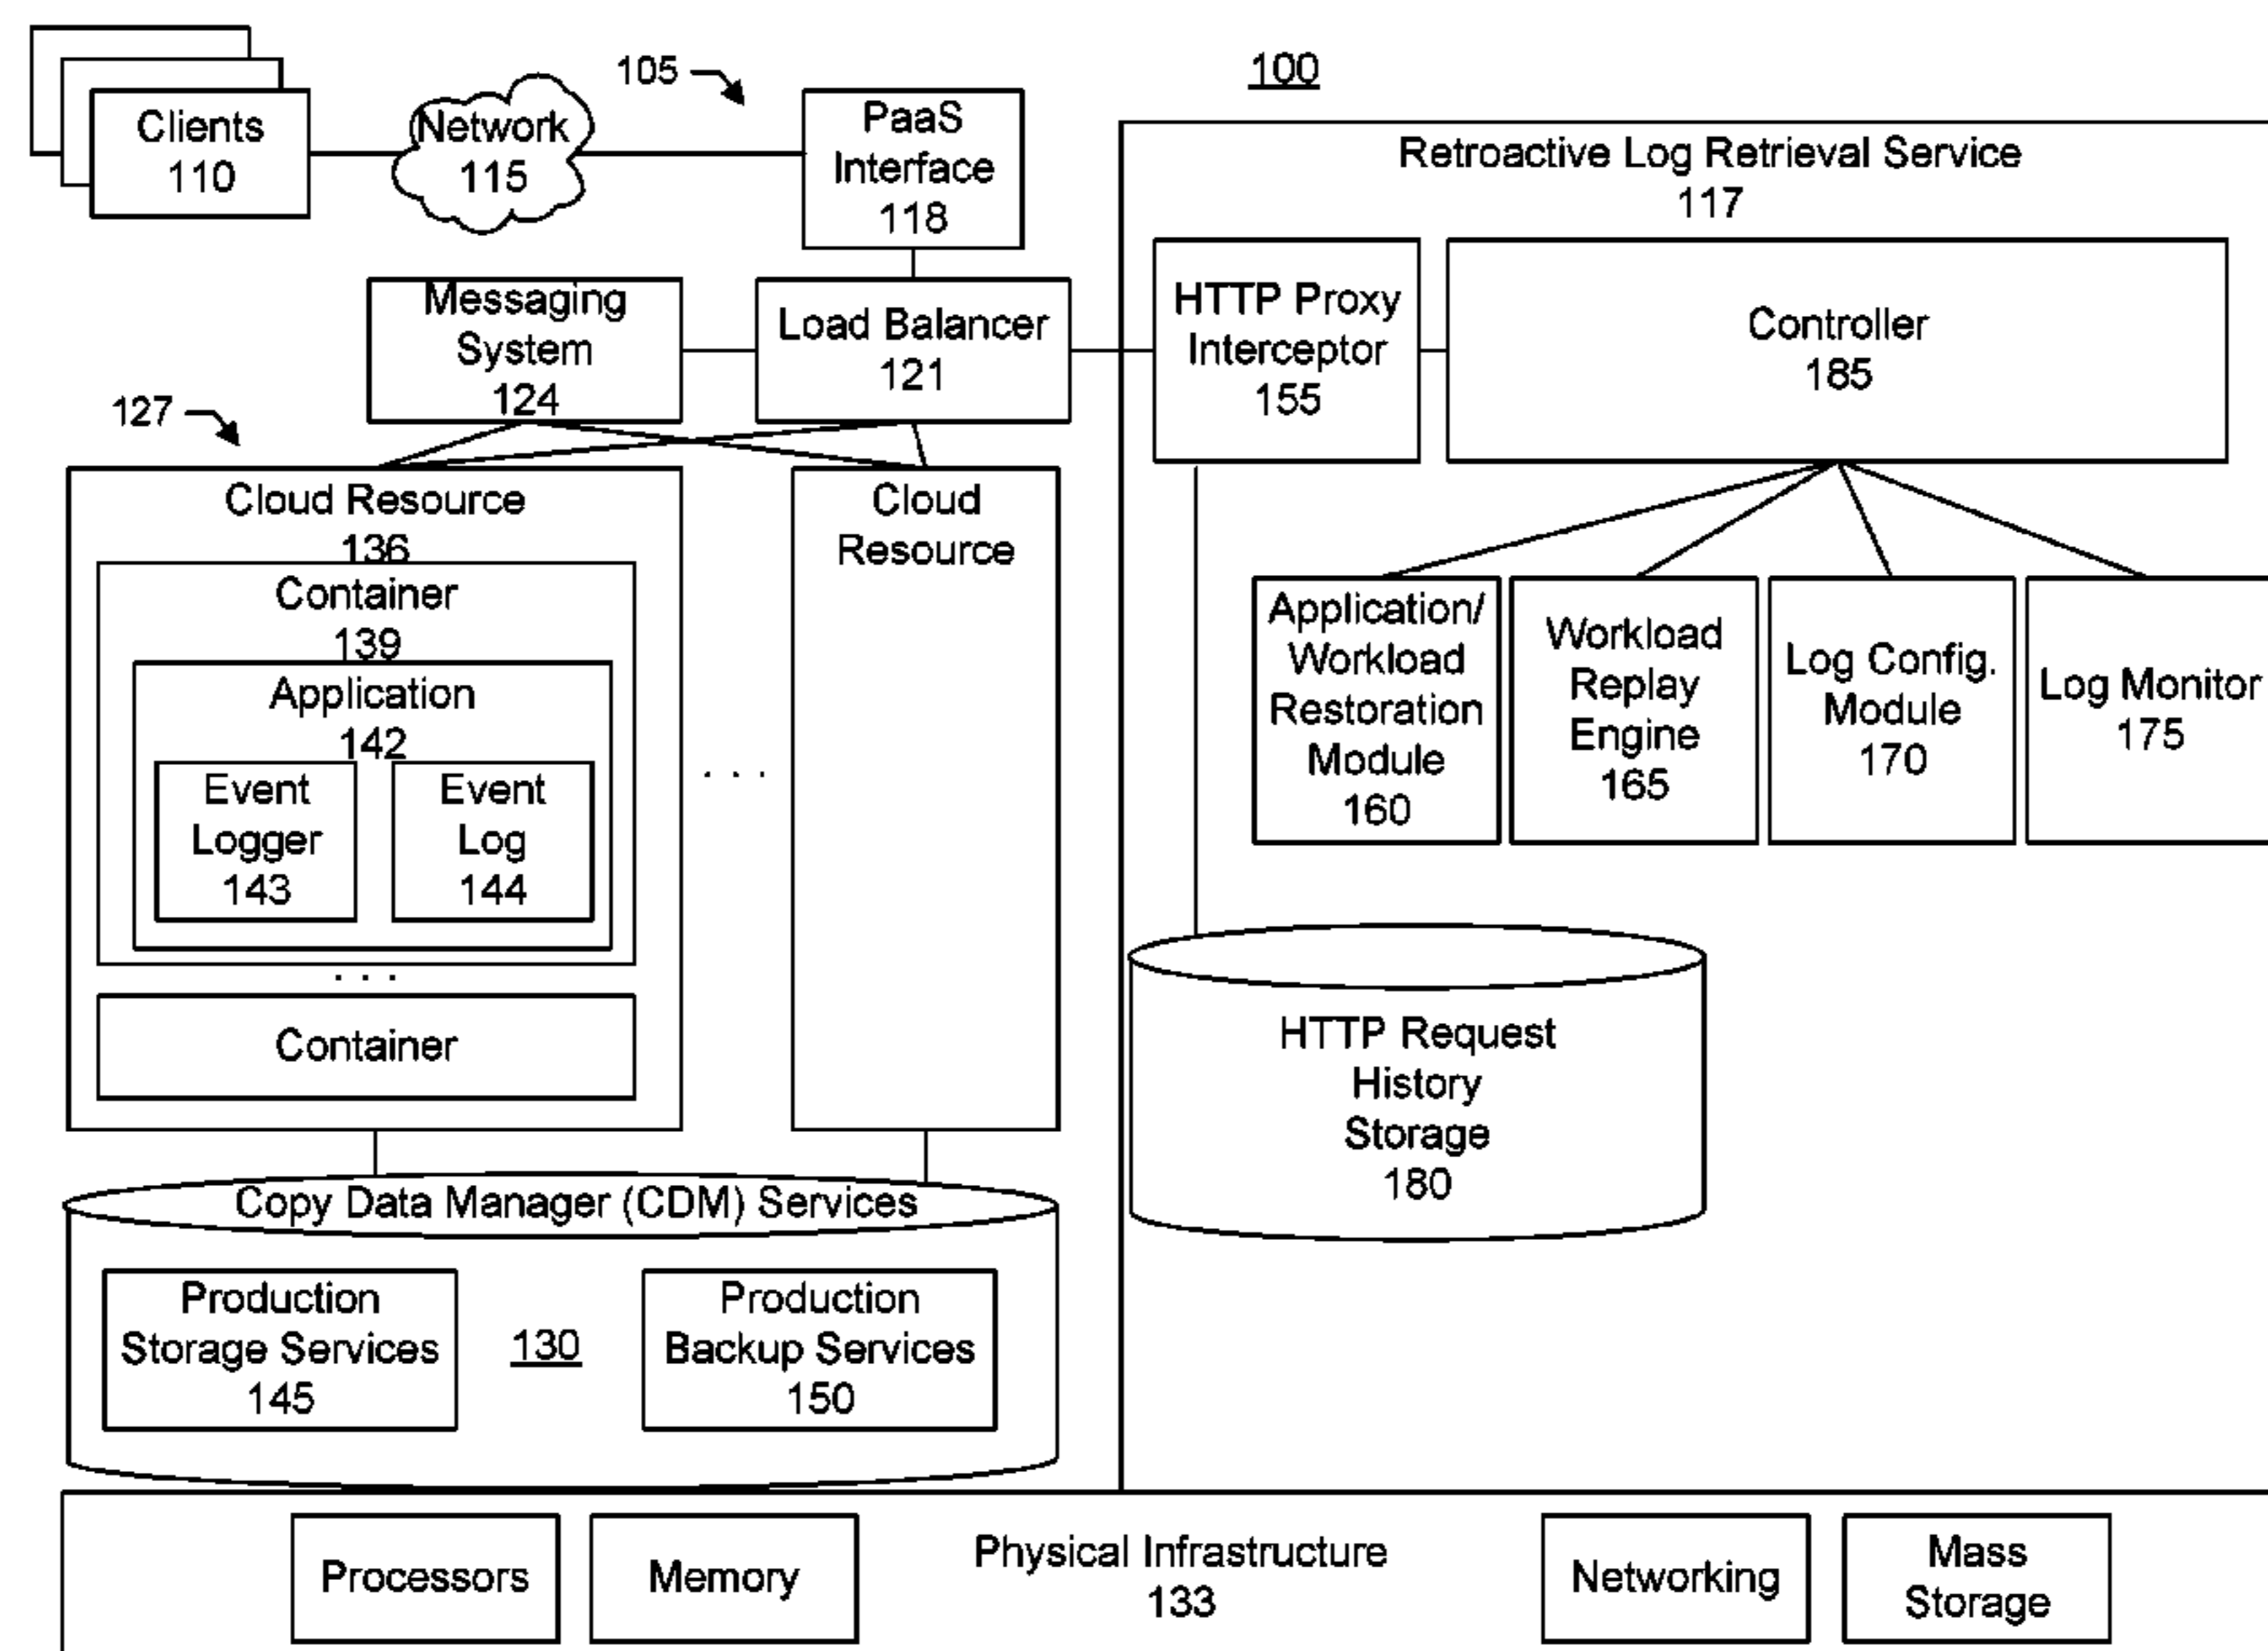 100
105
Clients
110
Network
115
PaaS
Interface
118
Retroactive Log Retrieval Service
117
Messaging
System
124
Load Balancer
121
HTTP Proxy
Interceptor
155
Controller
185
127
Cloud Resource
136
Container
139
Application
142
Event
Logger
143
Event
Log
144
. . .
Container
. . .
Cloud
Resource
Application/
Workload
Restoration
Module
160
Workload
Replay
Engine
165
Log Config.
Module
170
Log Monitor
175
HTTP Request
History
Storage
180
Copy Data Manager (CDM) Services
Production
Storage Services
145
130
Production
Backup Services
150
Processors
Memory
Physical Infrastructure
133
Networking
Mass
Storage